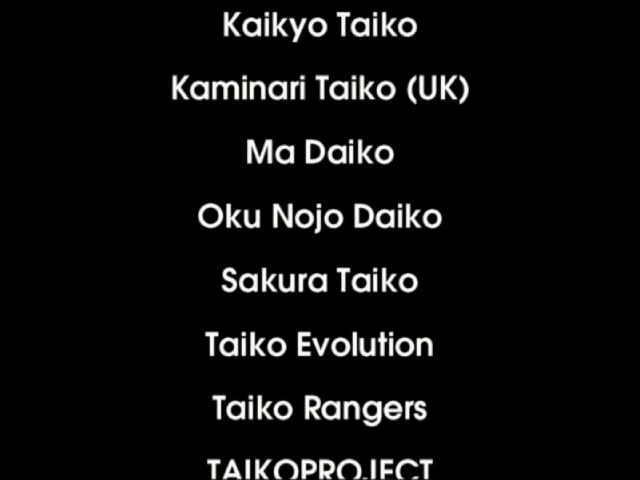 Kaikyo Taiko
Kaminari Taiko (UK)
Ma Daiko
Oku Nojo Daiko
Sakura Taiko
Taiko Evolution
Taiko Rangers
TAIKOPROJECT